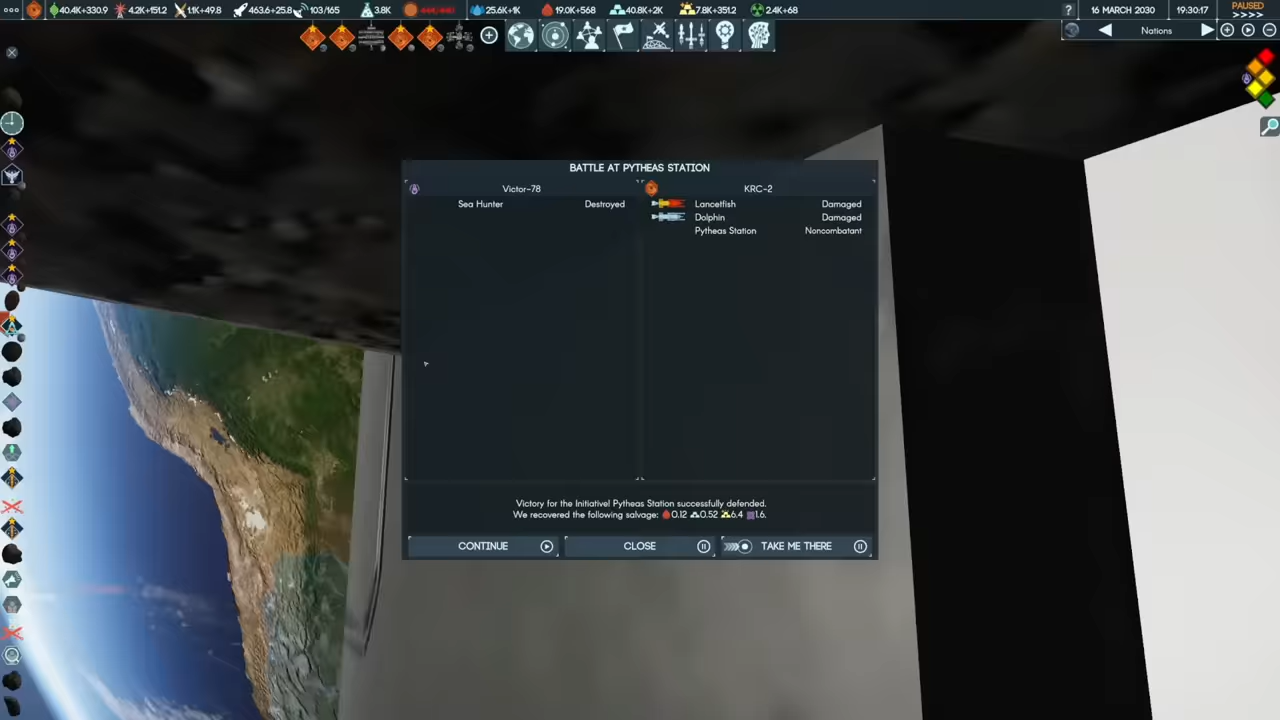 40.4K+330.9 4.2K+151.2 1.1K+49.8 463.6+25.8 103/165 3.8K 25.6K+1K 19.0K+568 40.8K+2K 7.8K+351.2 2.4K+68 ? 16 MARCH 2030 19:30:17 PAUSED
>>>>>
Nations
BATTLE AT PYTHEAS STATION
Victor-78 KRC-2
Sea Hunter Destroyed Lancetfish Damaged
Dolphin Damaged
Pytheas Station Noncombatant
Victory for the Initiative! Pytheas Station successfully defended.
We recovered the following salvage: 0.12 0.52 6.4 1.6.
CONTINUE CLOSE TAKE ME THERE